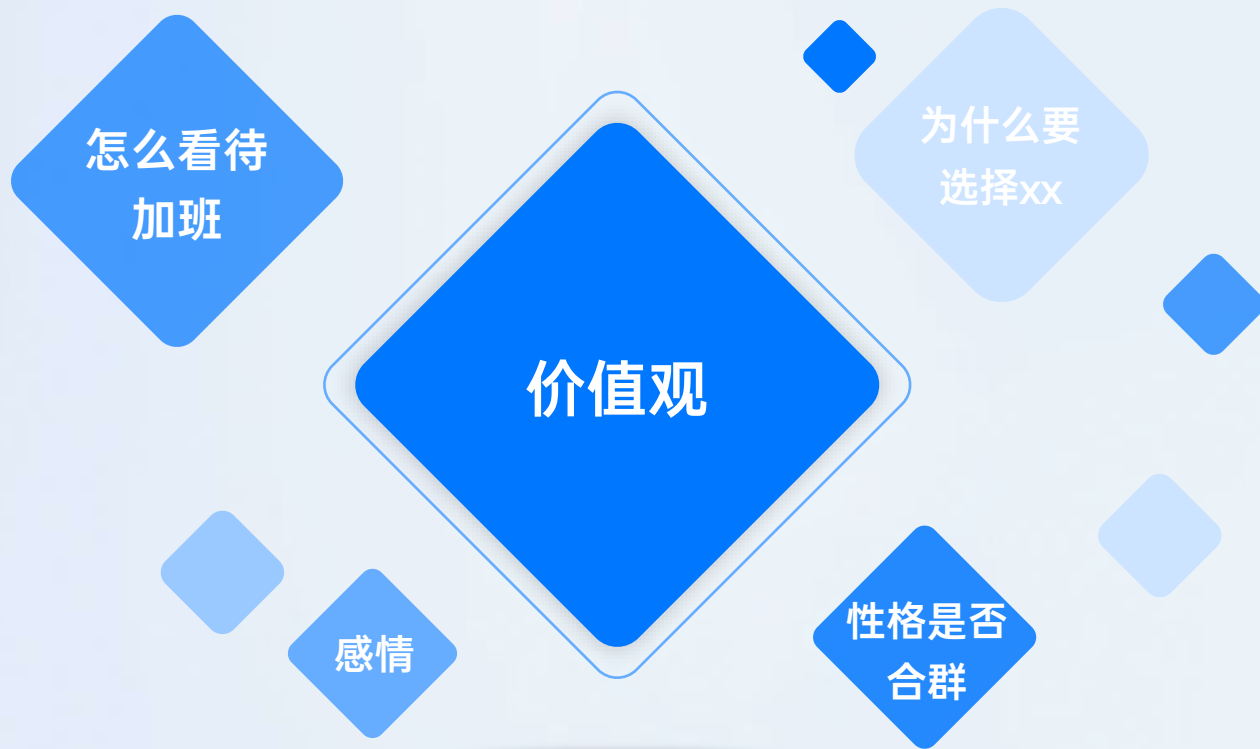 怎么看待
加班
为什么要
选择xx
价值观
感情
性格是否
合群